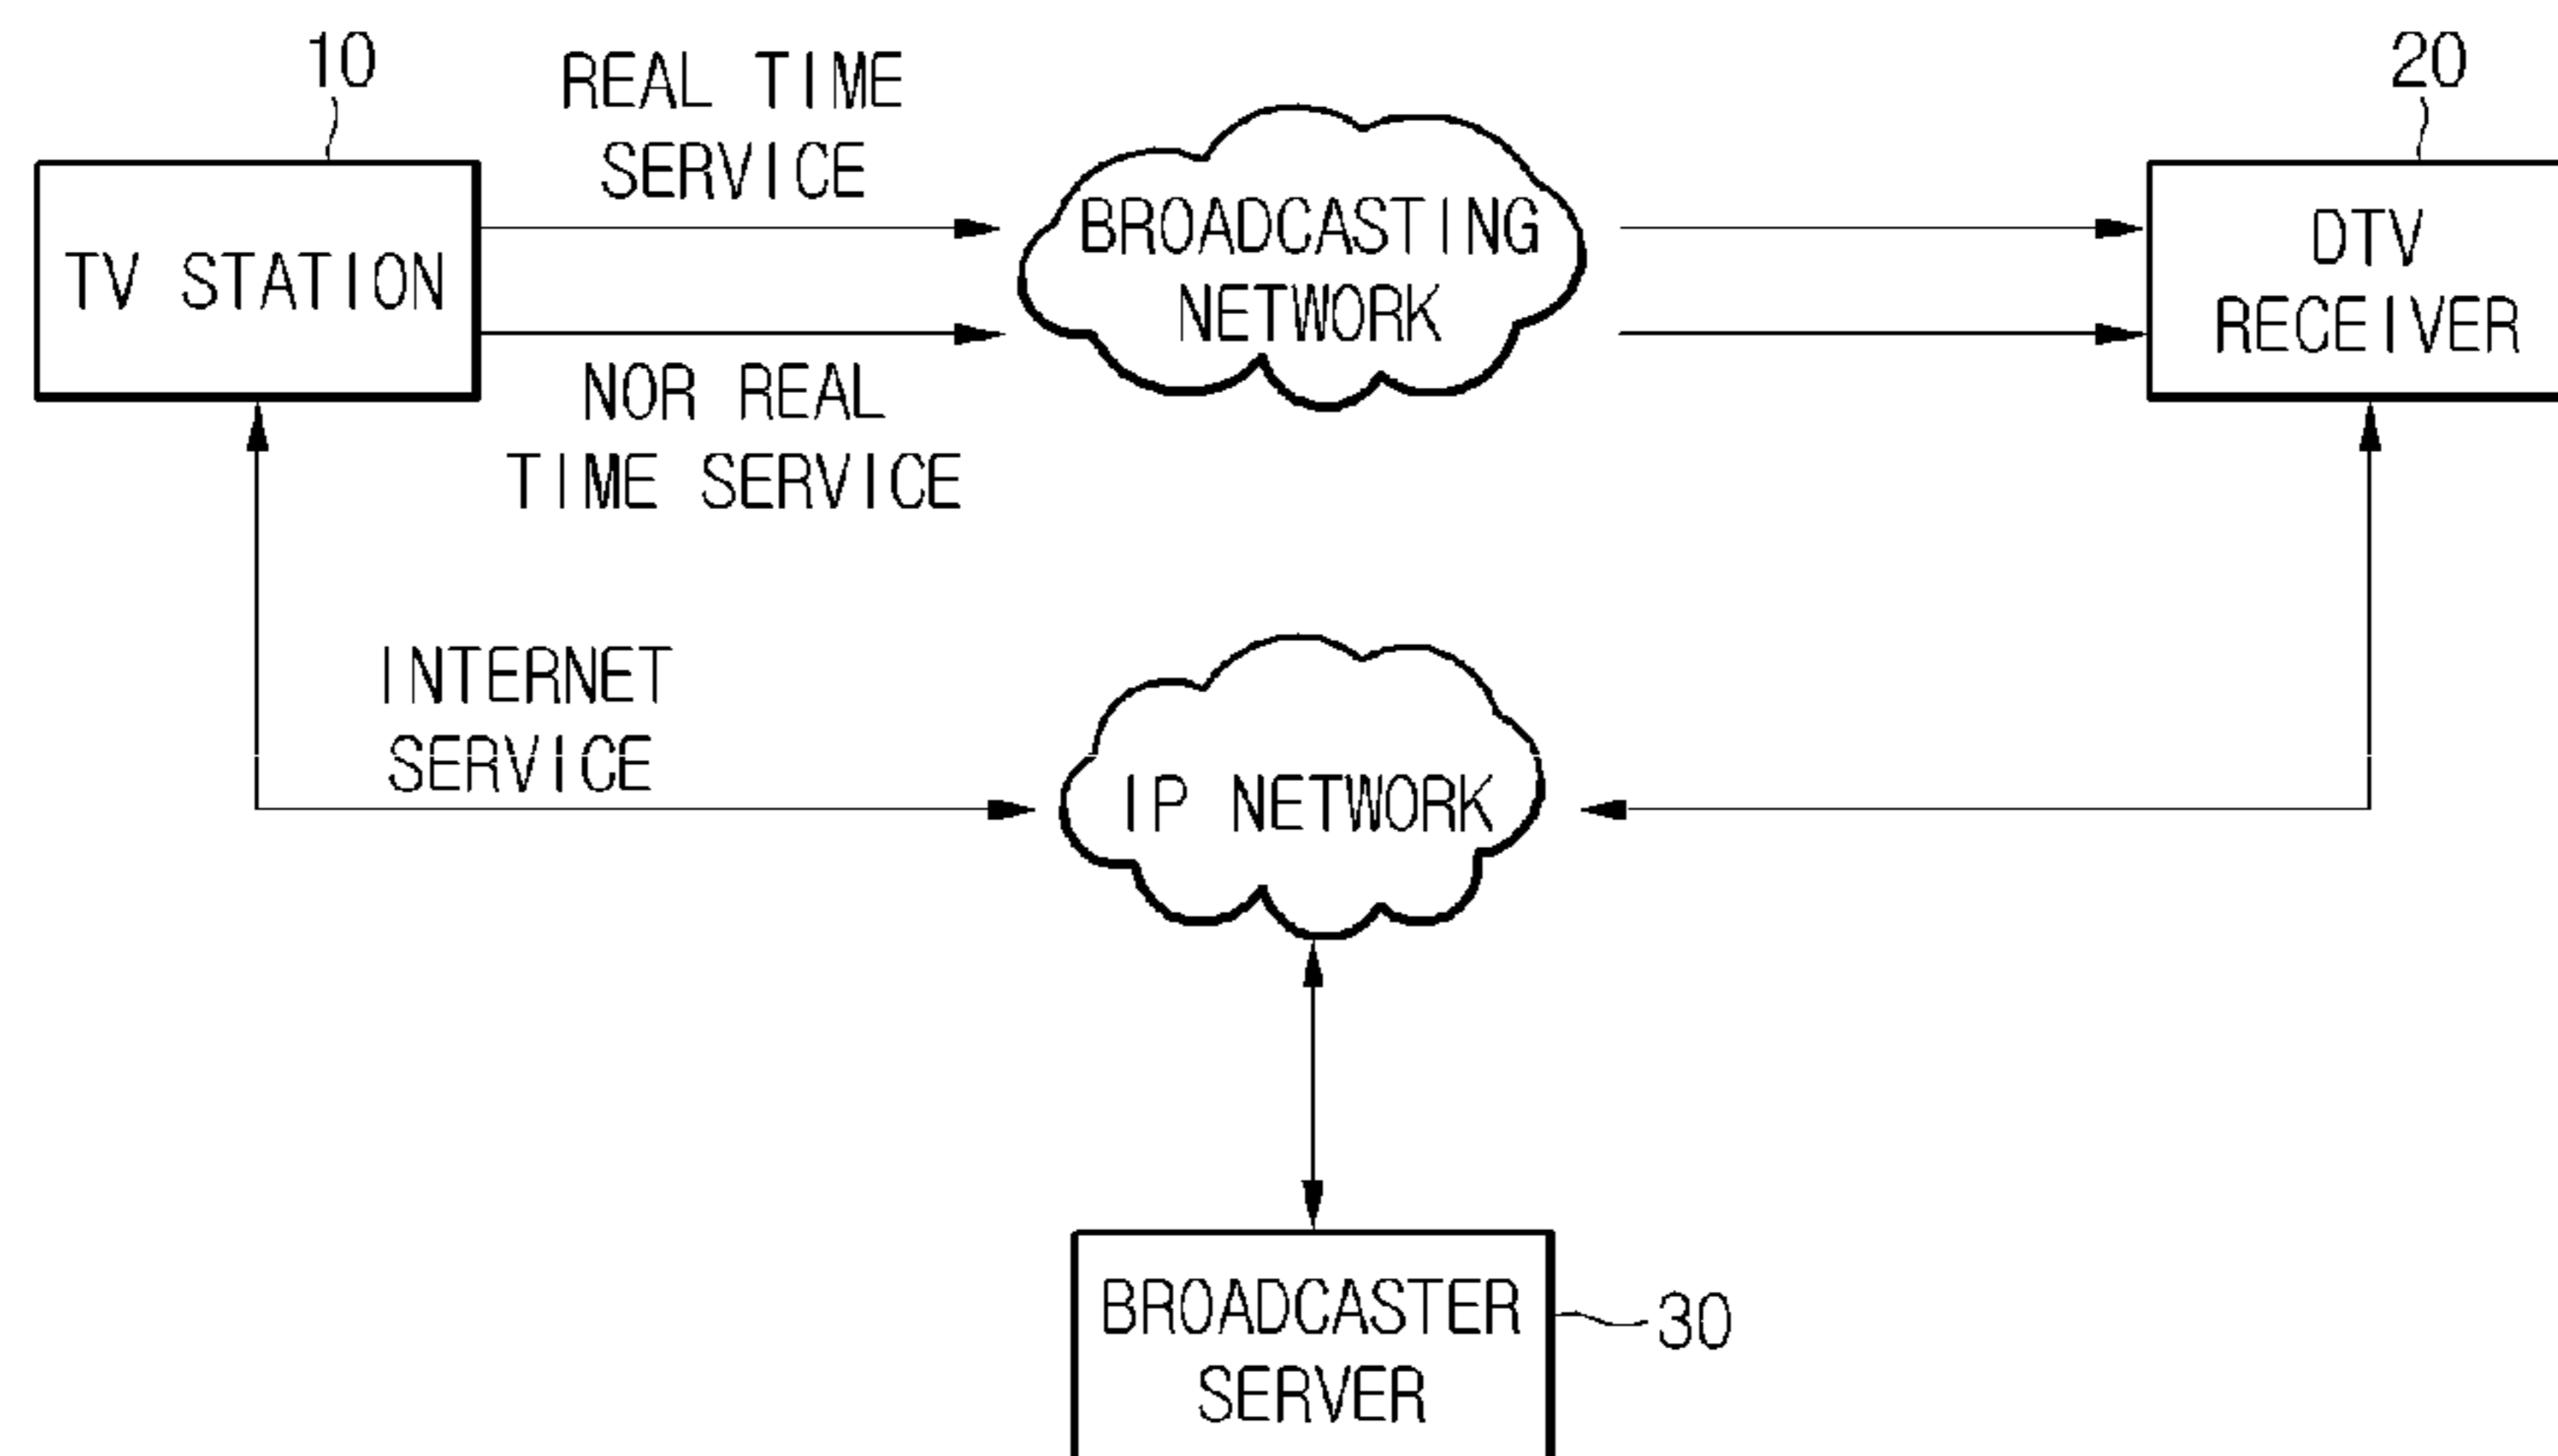 10
REAL TIME
SERVICE
20
TV STATION
BROADCASTING
NETWORK
DTV
RECEIVER
NOR REAL
TIME SERVICE
INTERNET
SERVICE
IP NETWORK
BROADCASTER
SERVER
30